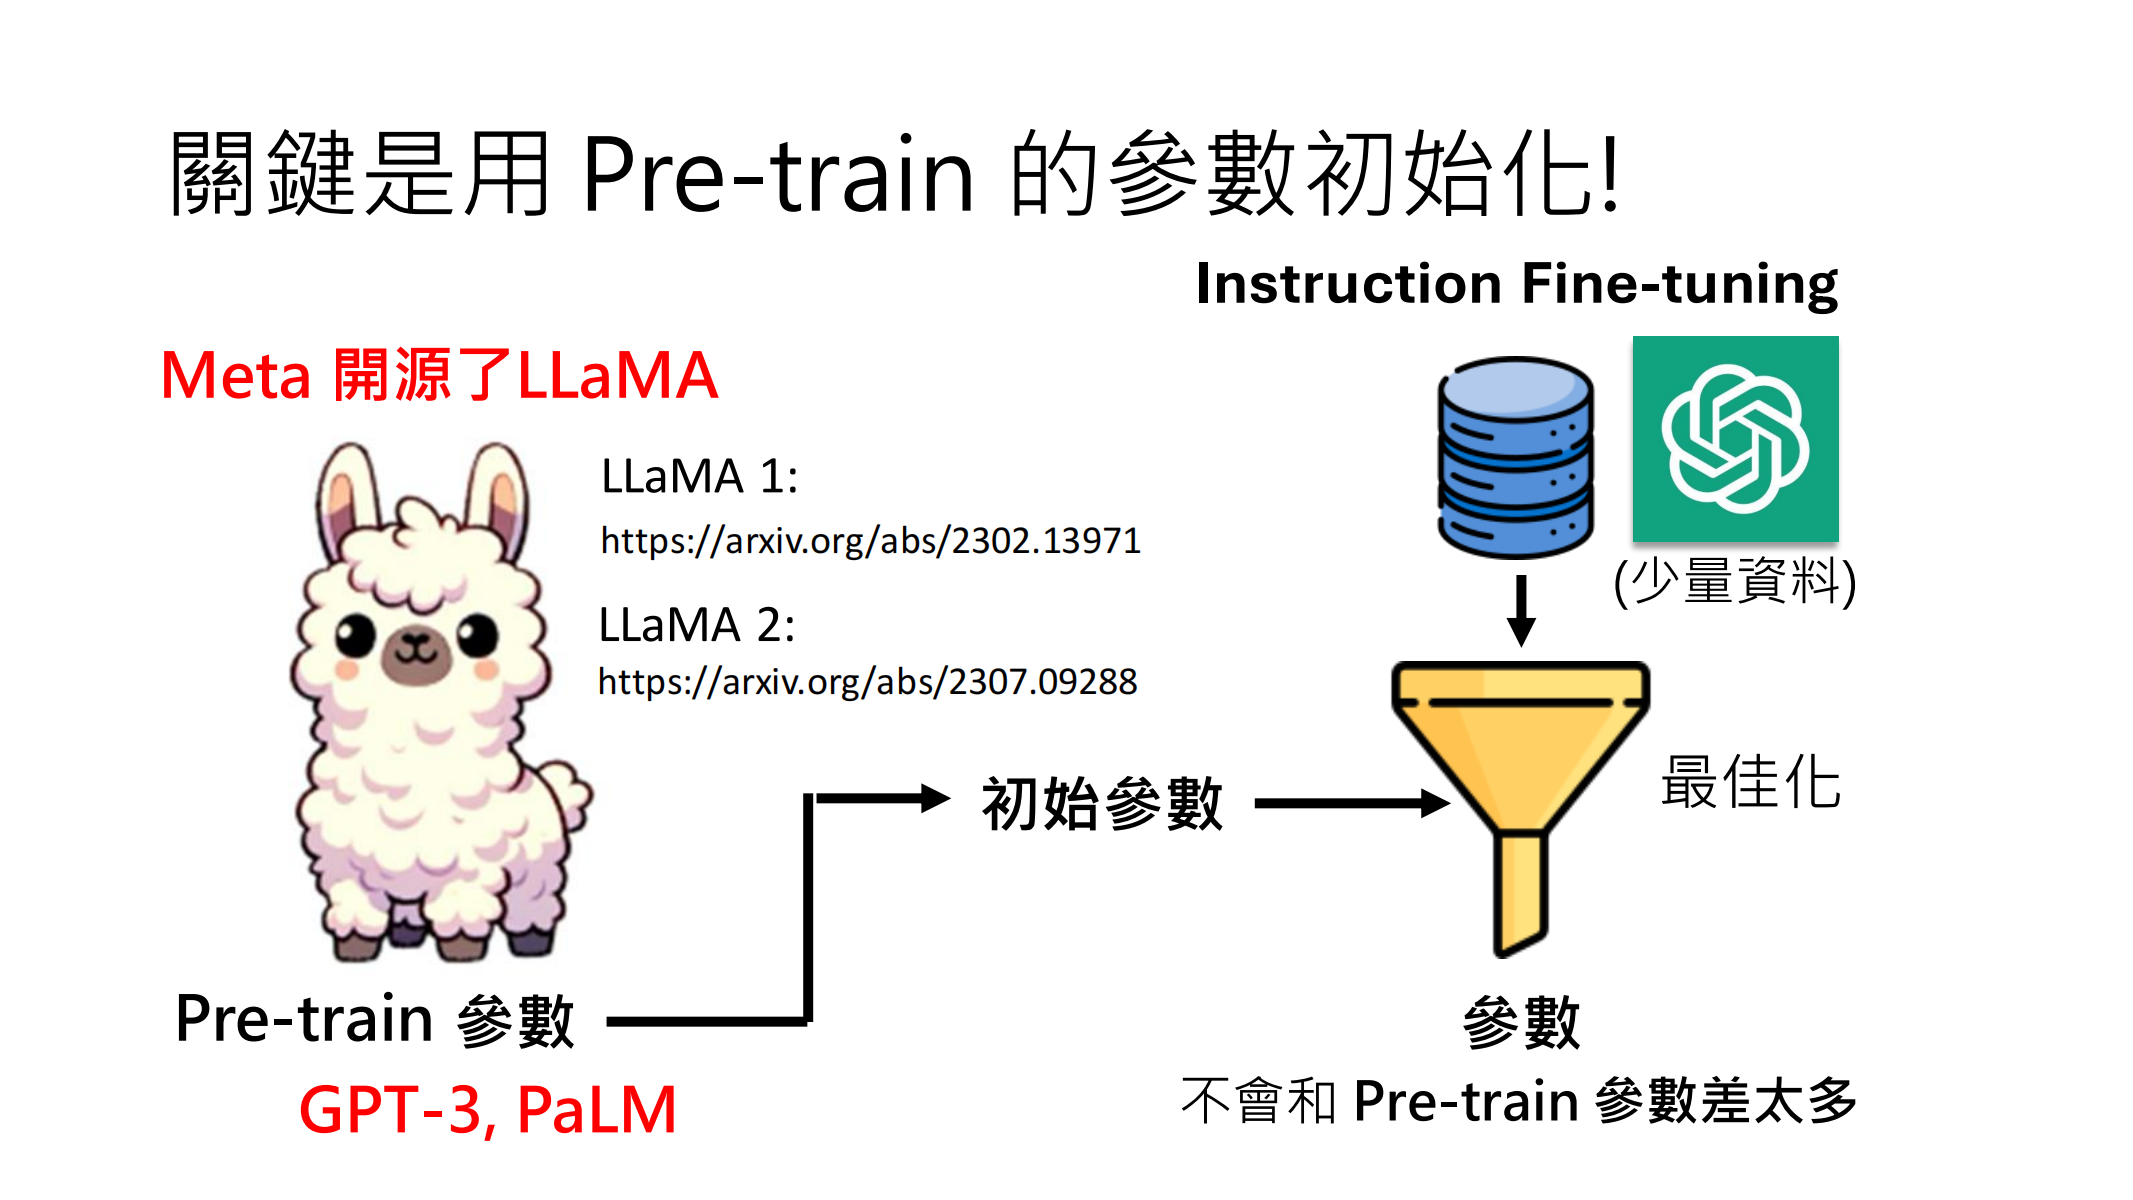 關鍵是用 Pre-train 的參數初始化!
Instruction Fine-tuning
Meta 開源了LLaMA
LLaMA 1:
https://arxiv.org/abs/2302.13971
LLaMA 2:
https://arxiv.org/abs/2307.09288
(少量資料)
最佳化
初始參數
Pre-train 參數
GPT-3, PaLM
參數
不會和 Pre-train 參數差太多